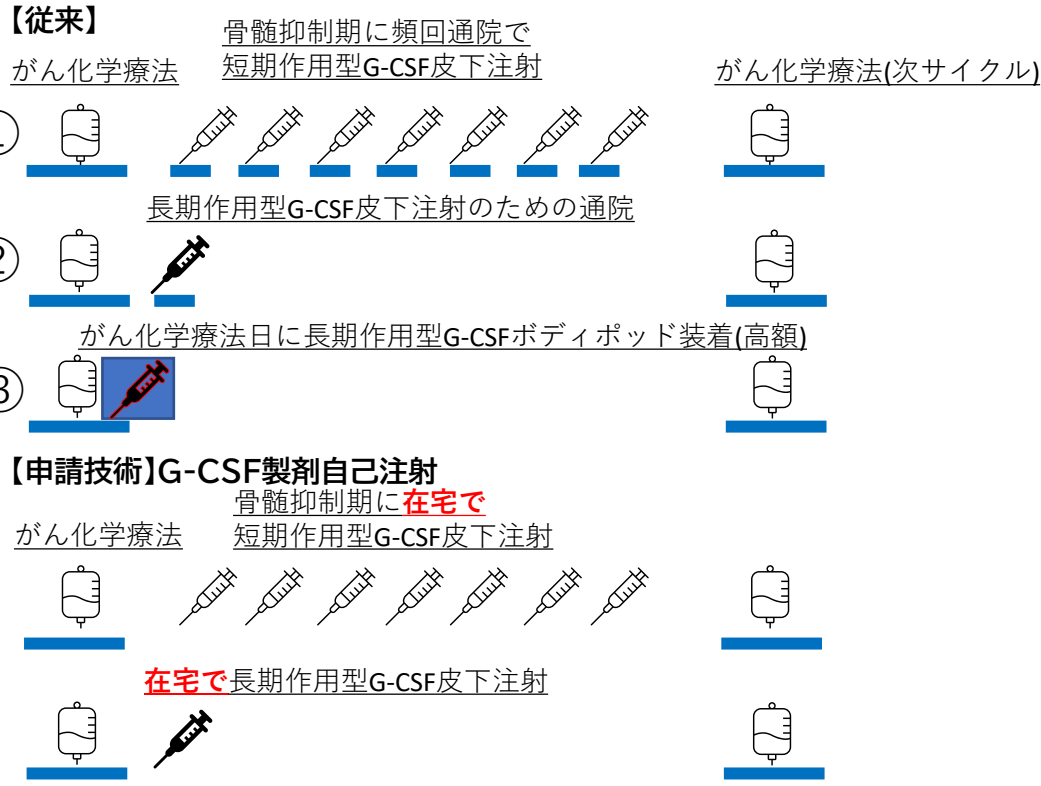 【従来】
骨髄抑制期に頻回通院で
短期作用型G-CSF皮下注射
がん化学療法
がん化学療法(次サイクル)
①
長期作用型G-CSF皮下注射のための通院
②
がん化学療法日に長期作用型G-CSFボディポッド装着(高額)
③
【申請技術】G-CSF製剤自己注射
骨髄抑制期に在宅で
短期作用型G-CSF皮下注射
がん化学療法
在宅で長期作用型G-CSF皮下注射